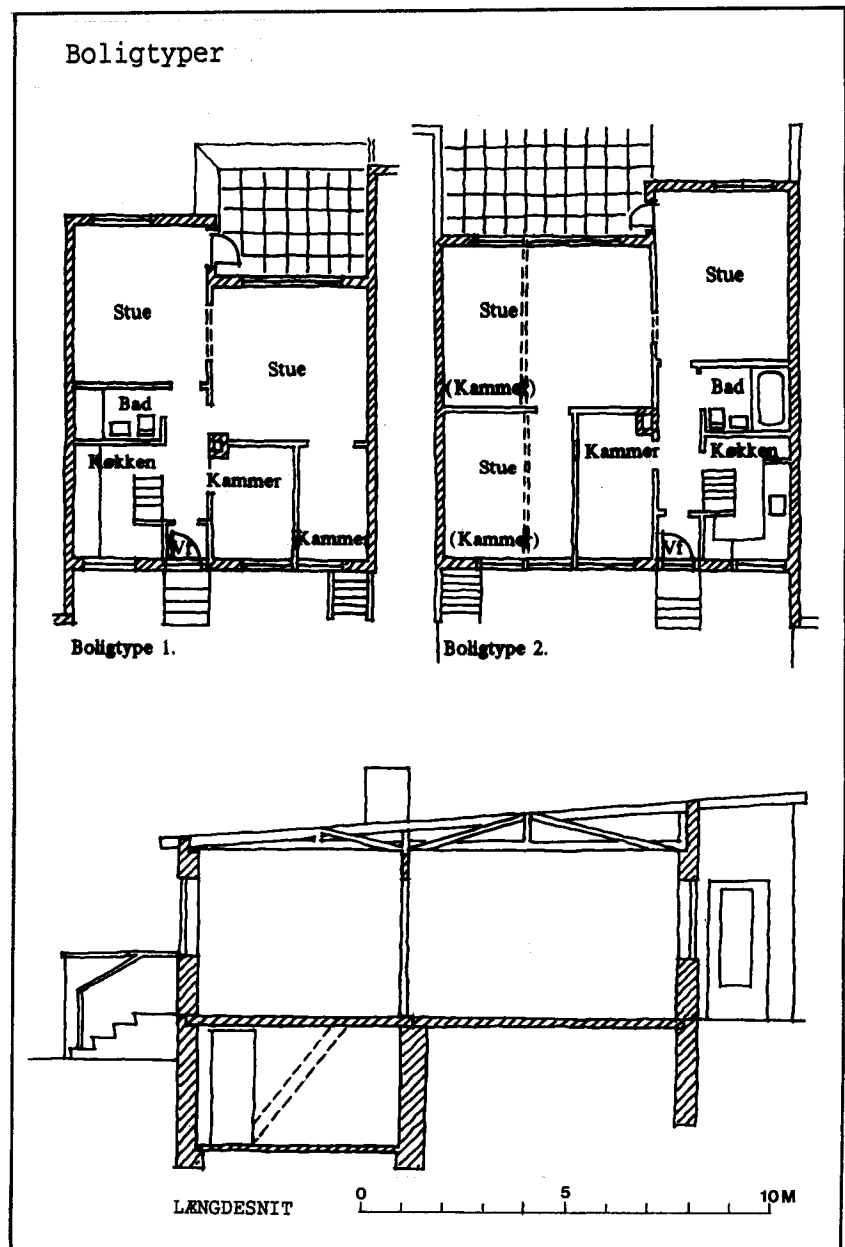 Boligtyper
Stue
Stue
Bad
Køkken
Kammer
Kammer
Vf
Boligtype 1.
Stue
Stue
(Kammer)
Bad
Stue
Kammer
Køkken
(Kammer)
Vf
Boligtype 2.
LÆNGDESNIT
0 5 10 M